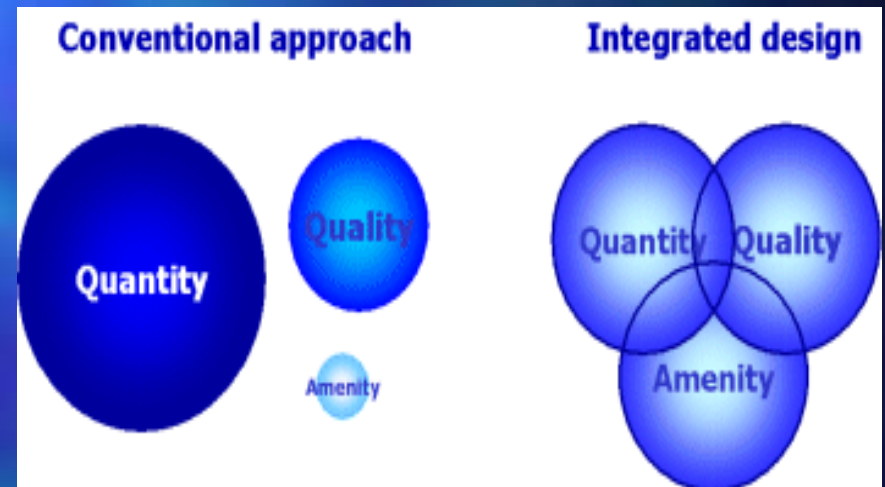 Conventional approach
Integrated design
Quantity
Quality
Amenity
Quantity
Quality
Amenity